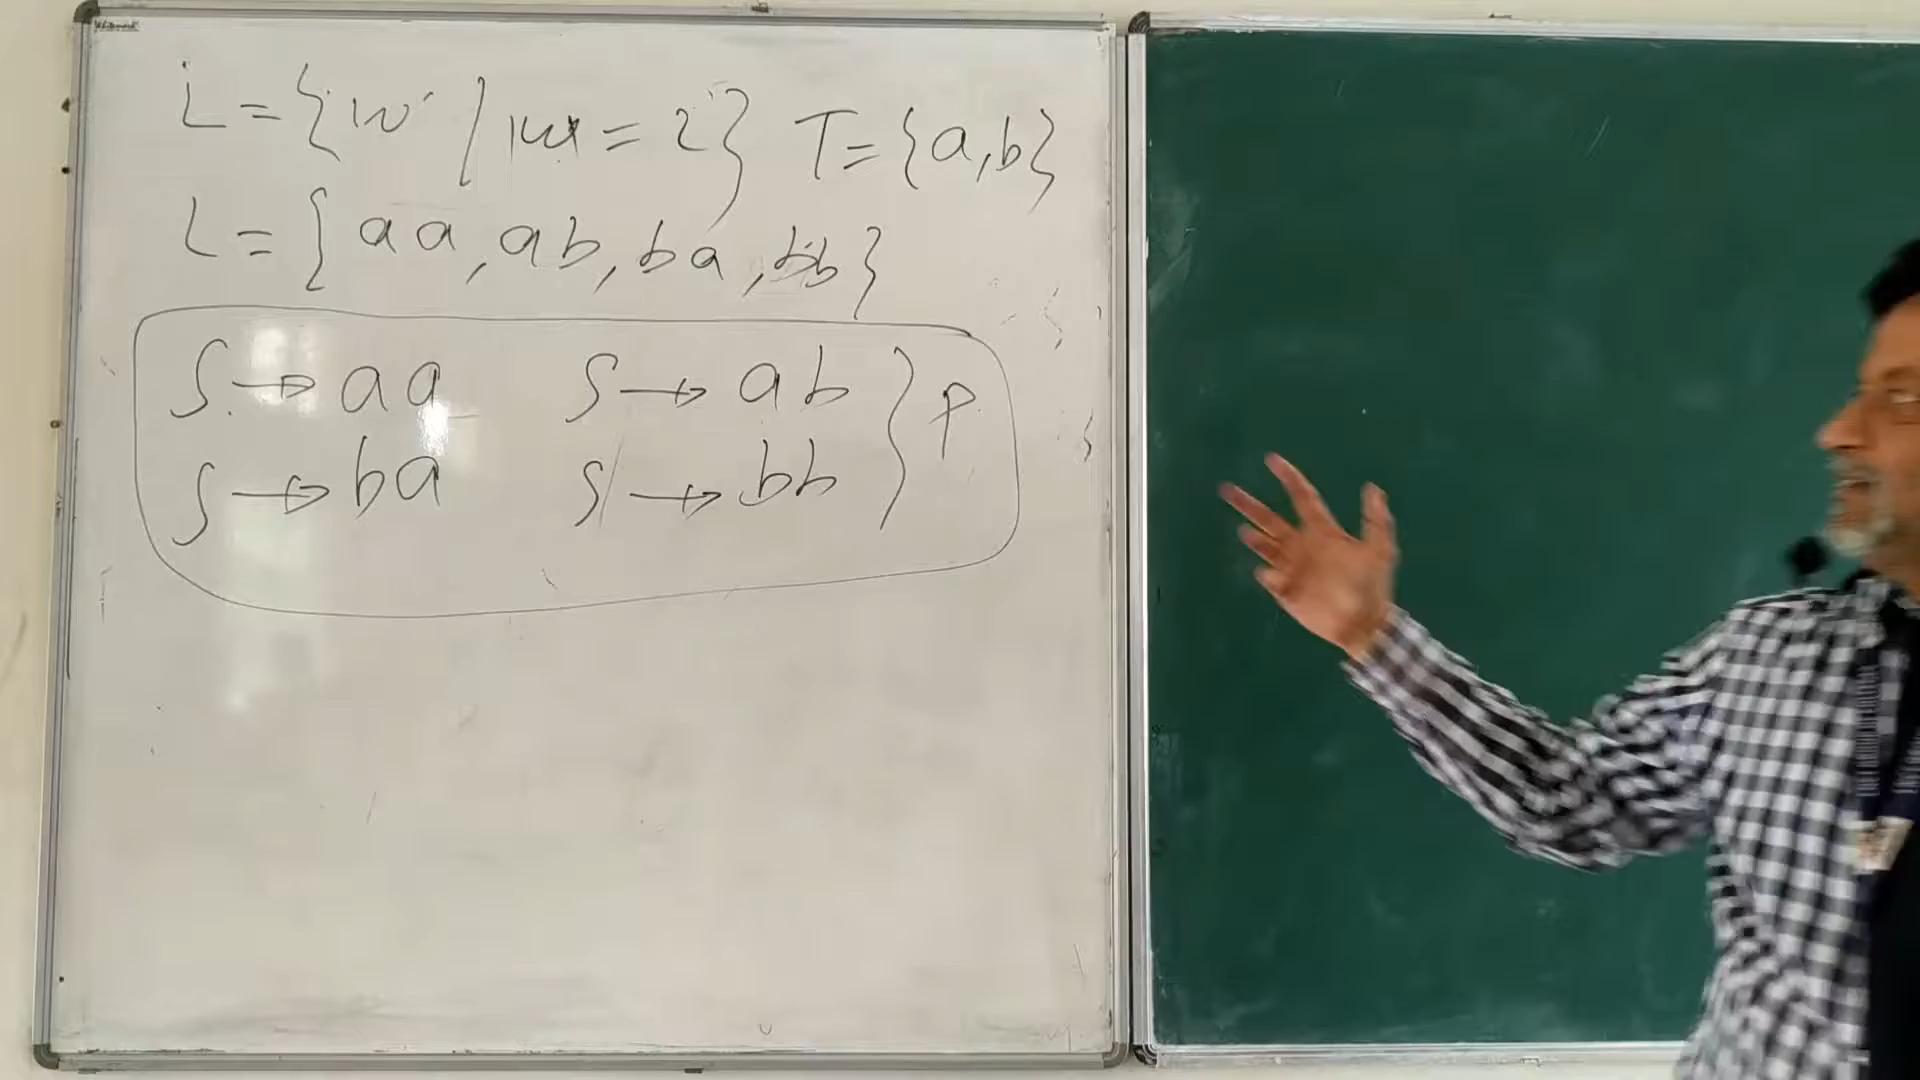 L = {w / |w| = 2} T = {a,b}
L = { aa, ab, ba, bb}
S → aa S → ab } P
S → ba S → bb